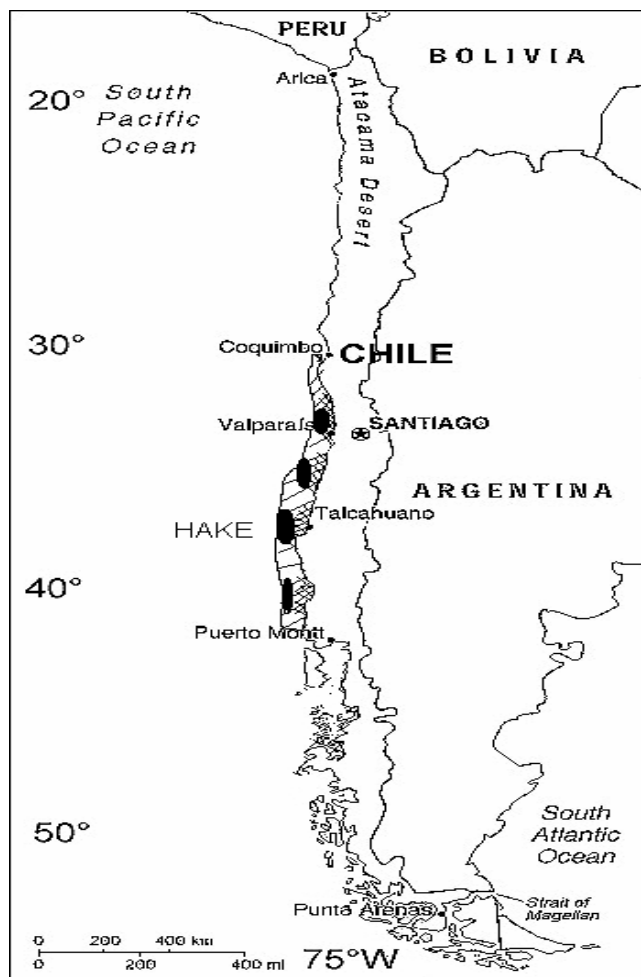 PERU
BOLIVIA
Arica
20°
South
Pacific
Ocean
Atacama Desert
30°
Coquimbo
CHILE
Valparaís
SANTIAGO
ARGENTINA
Talcahuano
HAKE
40°
Puerto Montt
50°
South
Atlantic
Ocean
Strait of
Magellan
Punta Arenas
0 200 400 km
0 200 400 mi
75°W